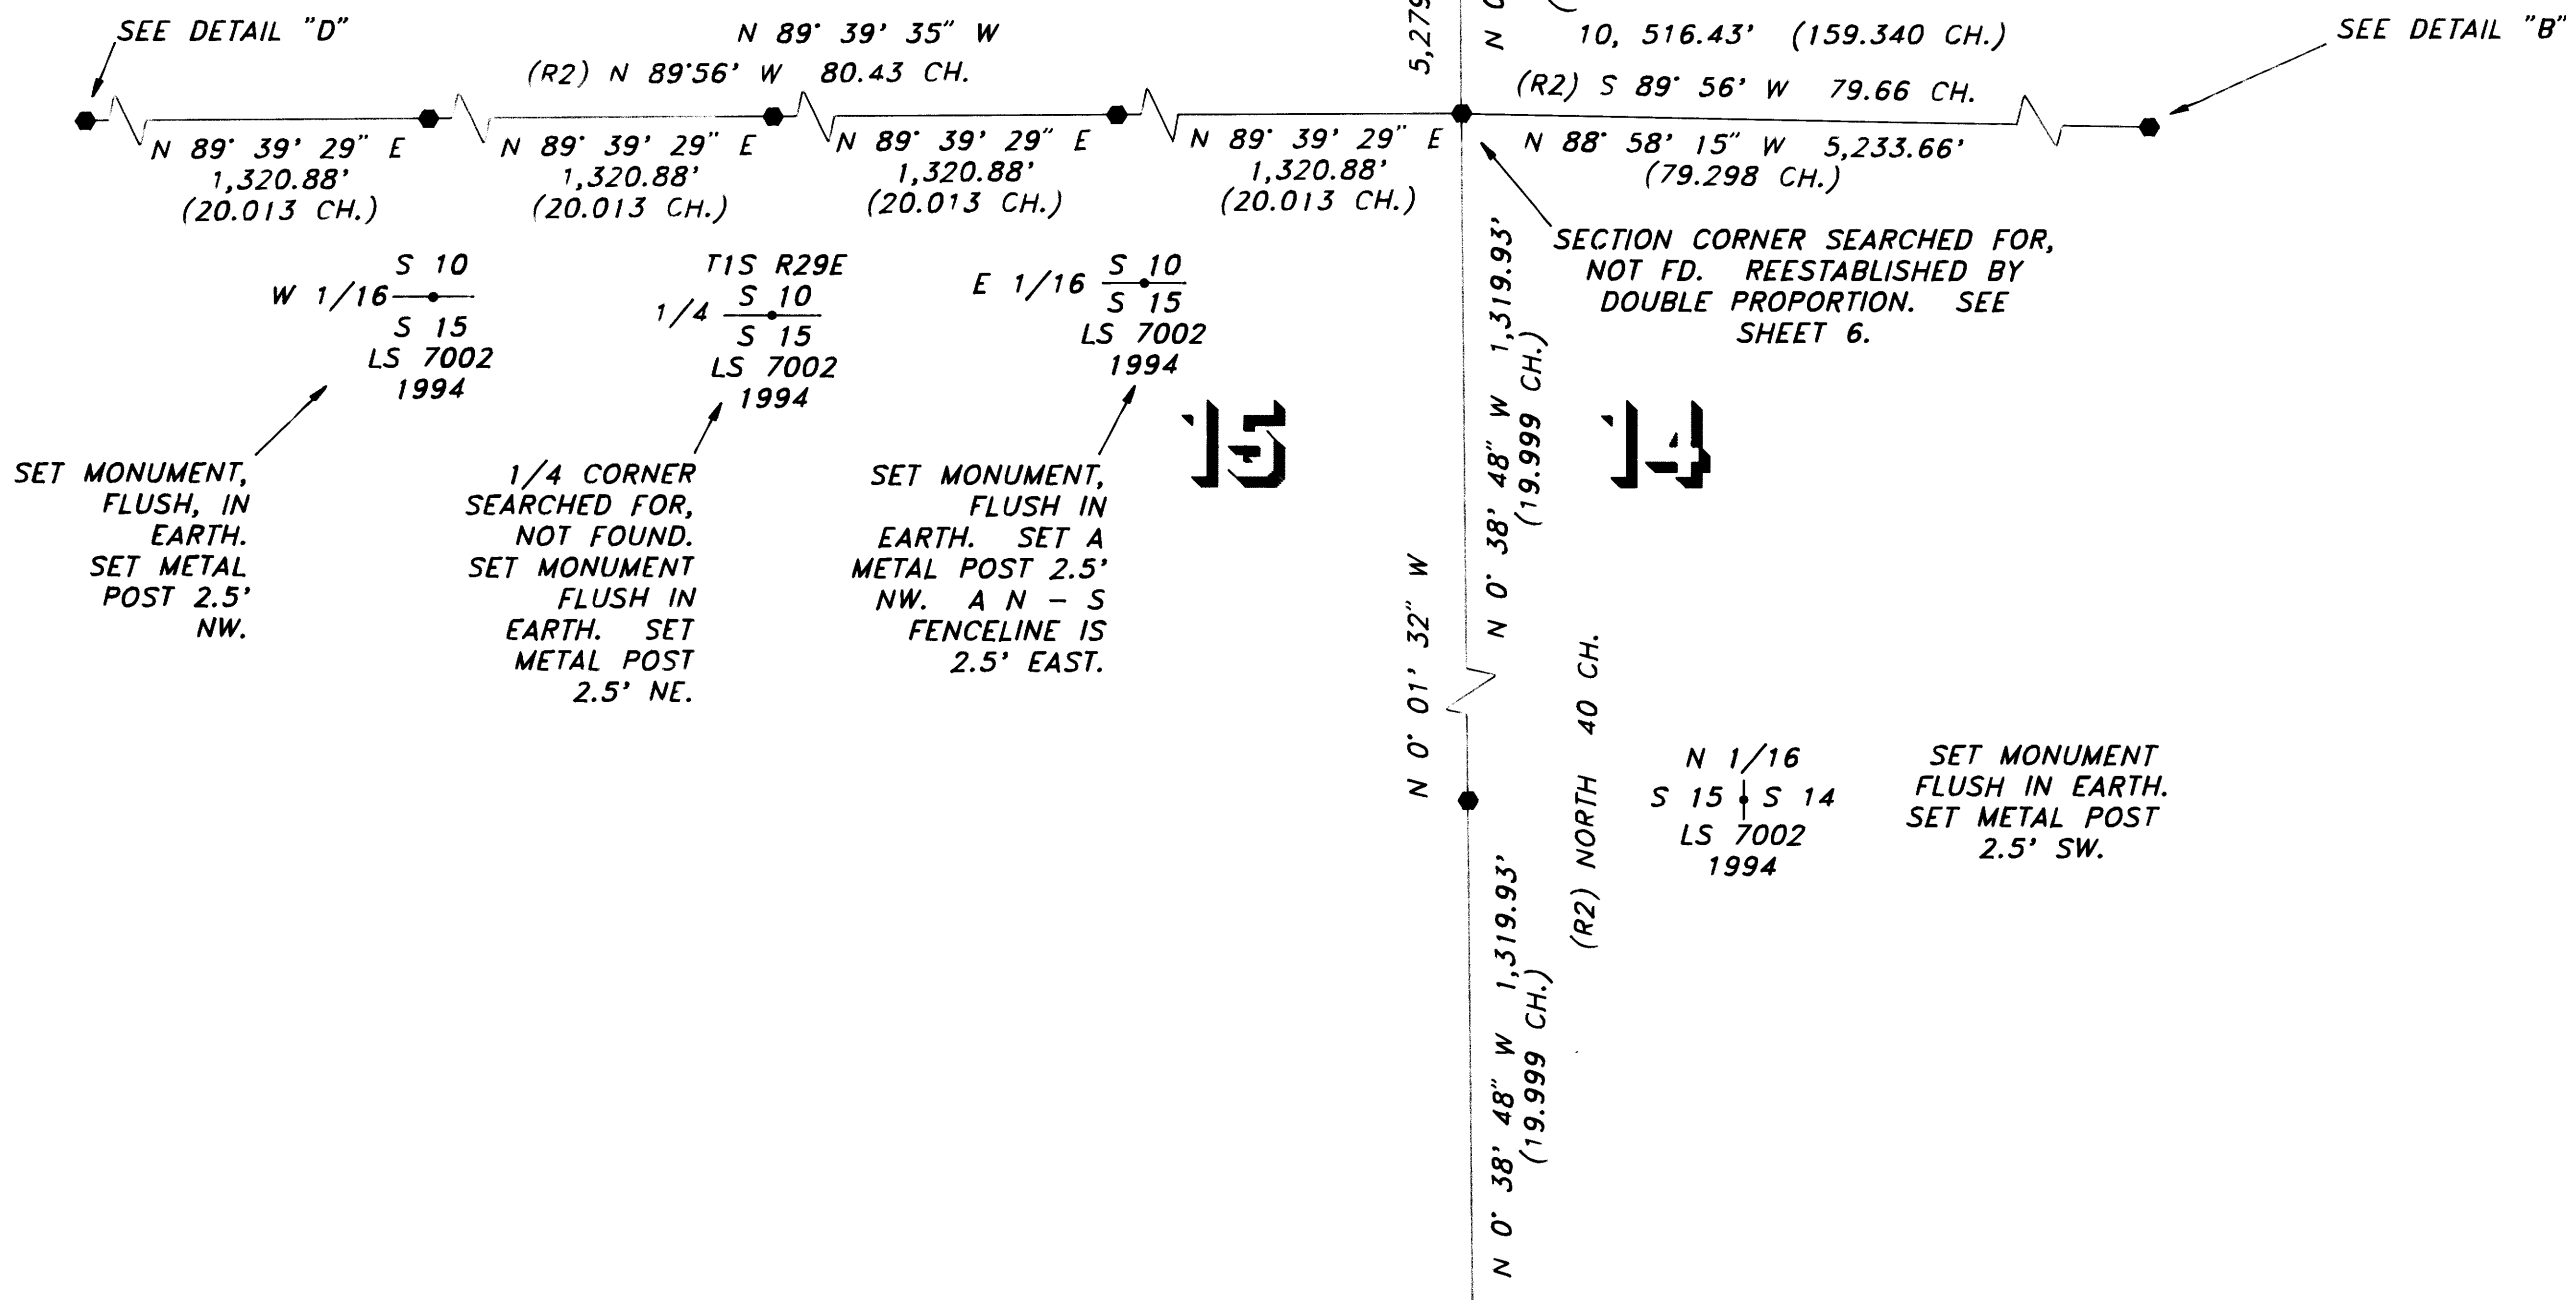 SEE DETAIL "D"
N 89° 39' 35" W
(R2) N 89°56' W 80.43 CH.
5,279
N 0
10, 516.43' (159.340 CH.)
(R2) S 89° 56' W 79.66 CH.
SEE DETAIL "B"
N 89° 39' 29" E
1,320.88'
(20.013 CH.)
N 89° 39' 29" E
1,320.88'
(20.013 CH.)
N 89° 39' 29" E
1,320.88'
(20.013 CH.)
N 89° 39' 29" E
1,320.88'
(20.013 CH.)
N 88° 58' 15" W 5,233.66'
(79.298 CH.)
SECTION CORNER SEARCHED FOR,
NOT FD. REESTABLISHED BY
DOUBLE PROPORTION. SEE
SHEET 6.
S 10
W 1/16
S 15
LS 7002
1994
T1S R29E
S 10
1/4
S 15
LS 7002
1994
S 10
E 1/16
S 15
LS 7002
1994
15
14
SET MONUMENT,
FLUSH, IN
EARTH.
SET METAL
POST 2.5'
NW.
1/4 CORNER
SEARCHED FOR,
NOT FOUND.
SET MONUMENT
FLUSH IN
EARTH. SET
METAL POST
2.5' NE.
SET MONUMENT,
FLUSH IN
EARTH. SET A
METAL POST 2.5'
NW. A N - S
FENCELINE IS
2.5' EAST.
N 0° 38' 48" W 1,319.93'
(19.999 CH.)
N 0° 01' 32" W
(R2) NORTH 40 CH.
N 1/16
S 15 S 14
LS 7002
1994
SET MONUMENT
FLUSH IN EARTH.
SET METAL POST
2.5' SW.
N 0° 38' 48" W 1,319.93'
(19.999 CH.)